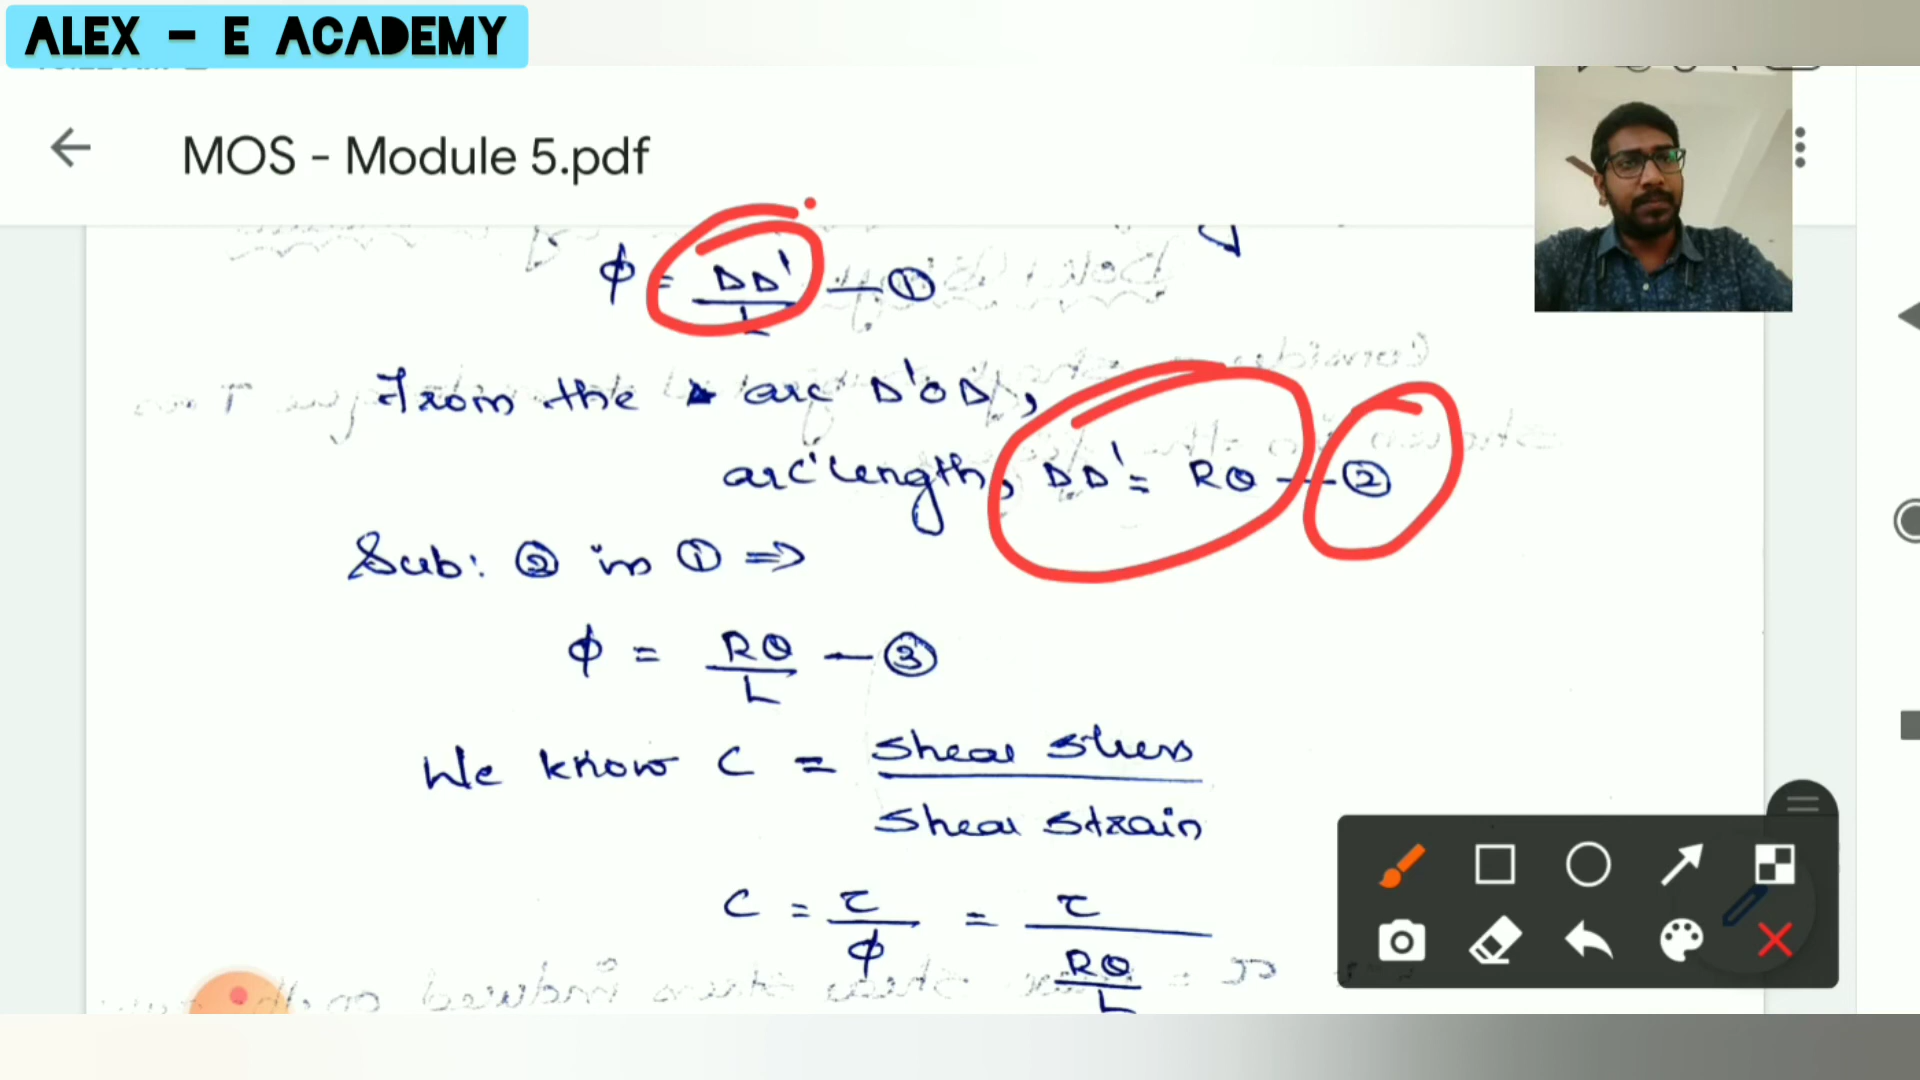 ALEX - E ACADEMY
MOS - Module 5.pdf
ϕ = DD' / L — ①
From the arc D'OD,
arc length, DD' = Rθ — ②
Sub: ② in ① ⇒
ϕ = Rθ / L — ③
We know C = Shear Stress / Shear Strain
C = τ / ϕ = τ / (Rθ / L)